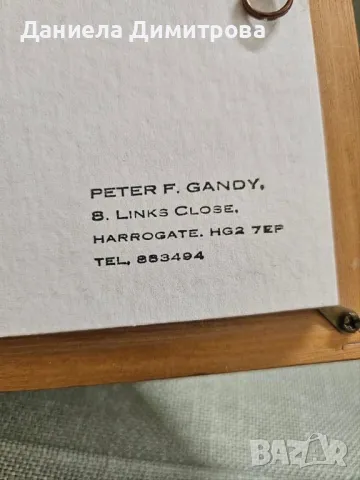 Даниела Димитрова
PETER F. GANDY,
8. LINKS CLOSE,
HARROGATE. HG2 7EP
TEL, 883494
BAZAR